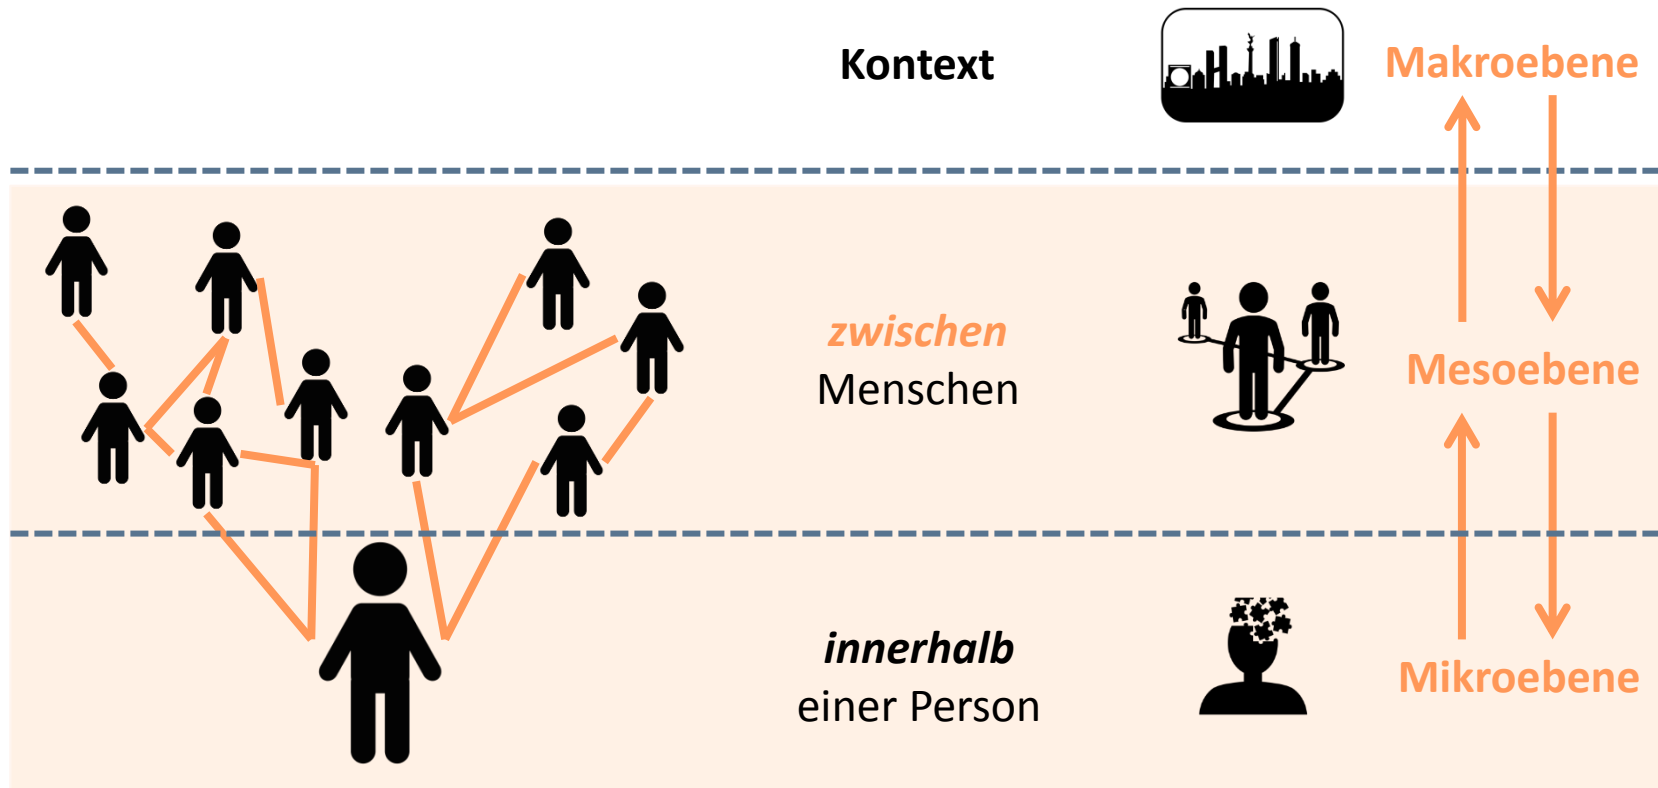 Kontext
Makroebene
zwischen
Menschen
Mesoebene
innerhalb
einer Person
Mikroebene